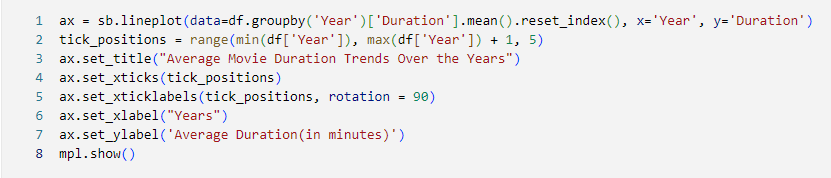 1 ax = sb.lineplot(data=df.groupby('Year')['Duration'].mean().reset_index(), x='Year', y='Duration')
2 tick_positions = range(min(df['Year']), max(df['Year']) + 1, 5)
3 ax.set_title("Average Movie Duration Trends Over the Years")
4 ax.set_xticks(tick_positions)
5 ax.set_xticklabels(tick_positions, rotation = 90)
6 ax.set_xlabel("Years")
7 ax.set_ylabel('Average Duration(in minutes)')
8 mpl.show()